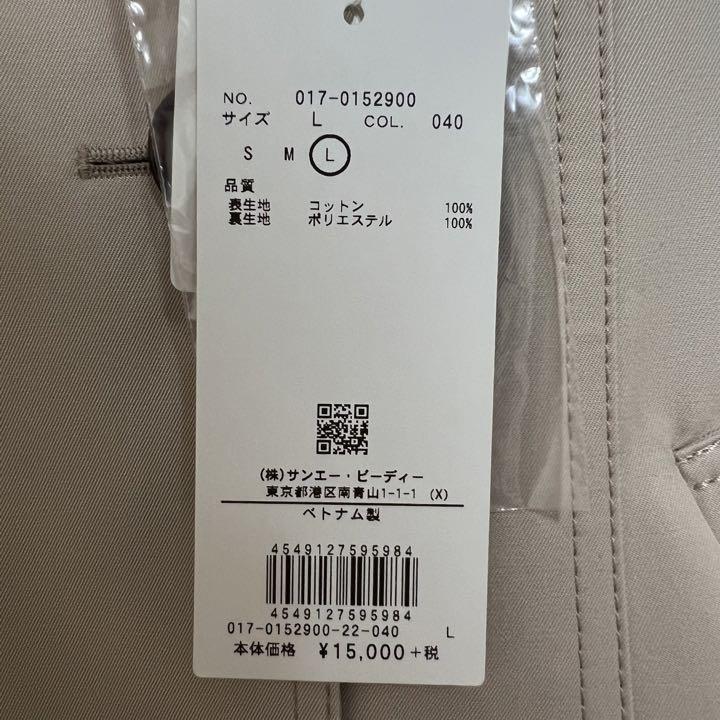 NO. 017-0152900
サイズ L COL. 040
S M L
品質
表生地 コットン 100%
裏生地 ポリエステル 100%
(株)サンエー・ビーディー
東京都港区南青山1-1-1 (X)
ベトナム製
4549127595984
4549127595984
017-0152900-22-040 L
本体価格 ¥15,000+税